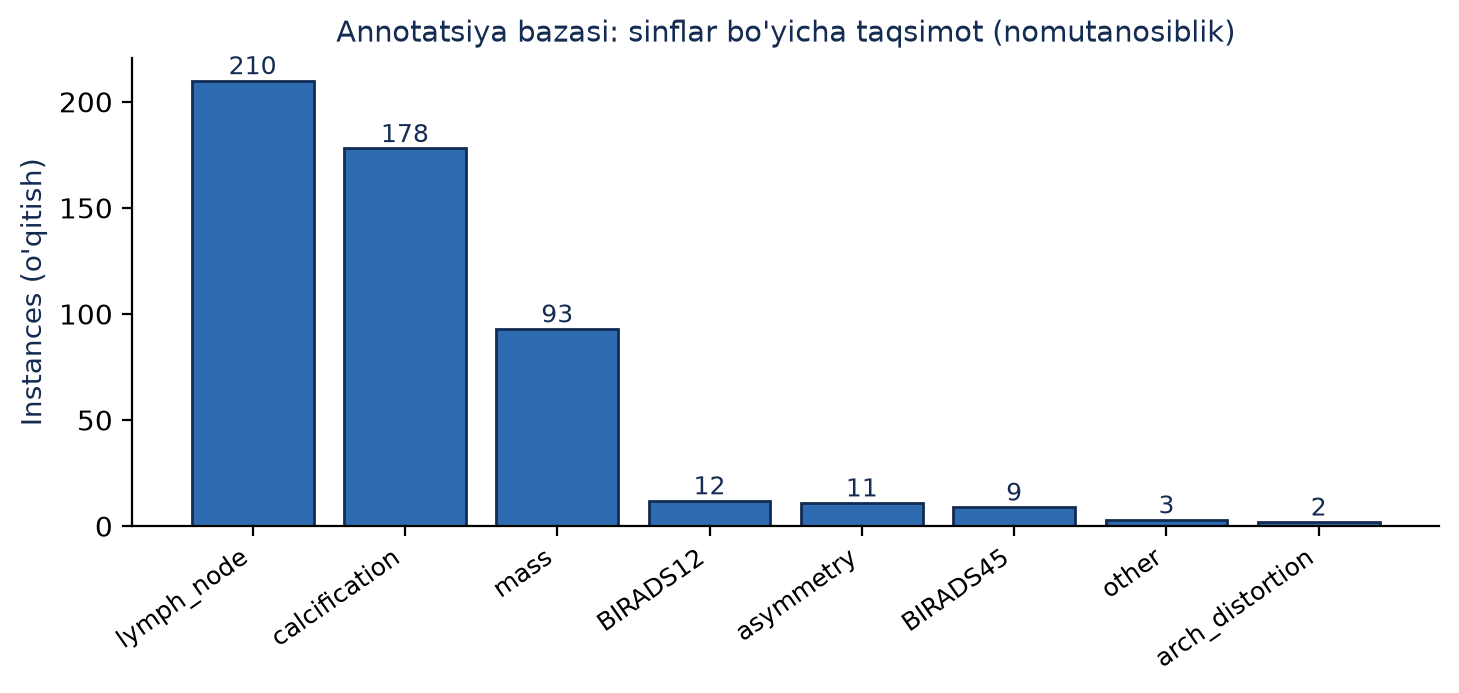 Annotatsiya bazasi: sinflar bo'yicha taqsimot (nomutanosiblik)
Instances (o'qitish)
200
150
100
50
0
210
178
93
12
11
9
3
2
lymph_node
calcification
mass
BIRADS12
asymmetry
BIRADS45
other
arch_distortion